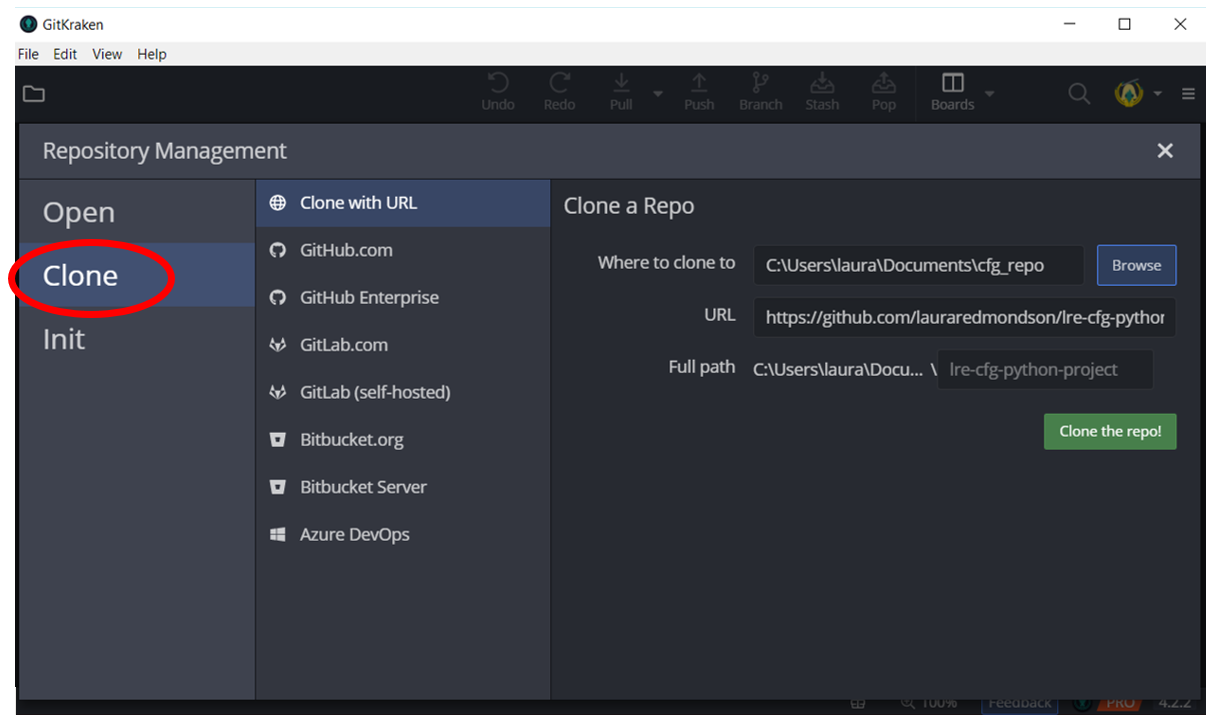 GitKraken
File Edit View Help
Undo Redo Pull Push Branch Stash Pop Boards
Repository Management
Open
Clone
Init
Clone with URL
GitHub.com
GitHub Enterprise
GitLab.com
GitLab (self-hosted)
Bitbucket.org
Bitbucket Server
Azure DevOps
Clone a Repo
Where to clone to C:\Users\laura\Documents\cfg_repo Browse
URL https://github.com/lauraredmondson/lre-cfg-python
Full path C:\Users\laura\Docu... \ lre-cfg-python-project
Clone the repo!
100% Feedback PRO 4.2.2